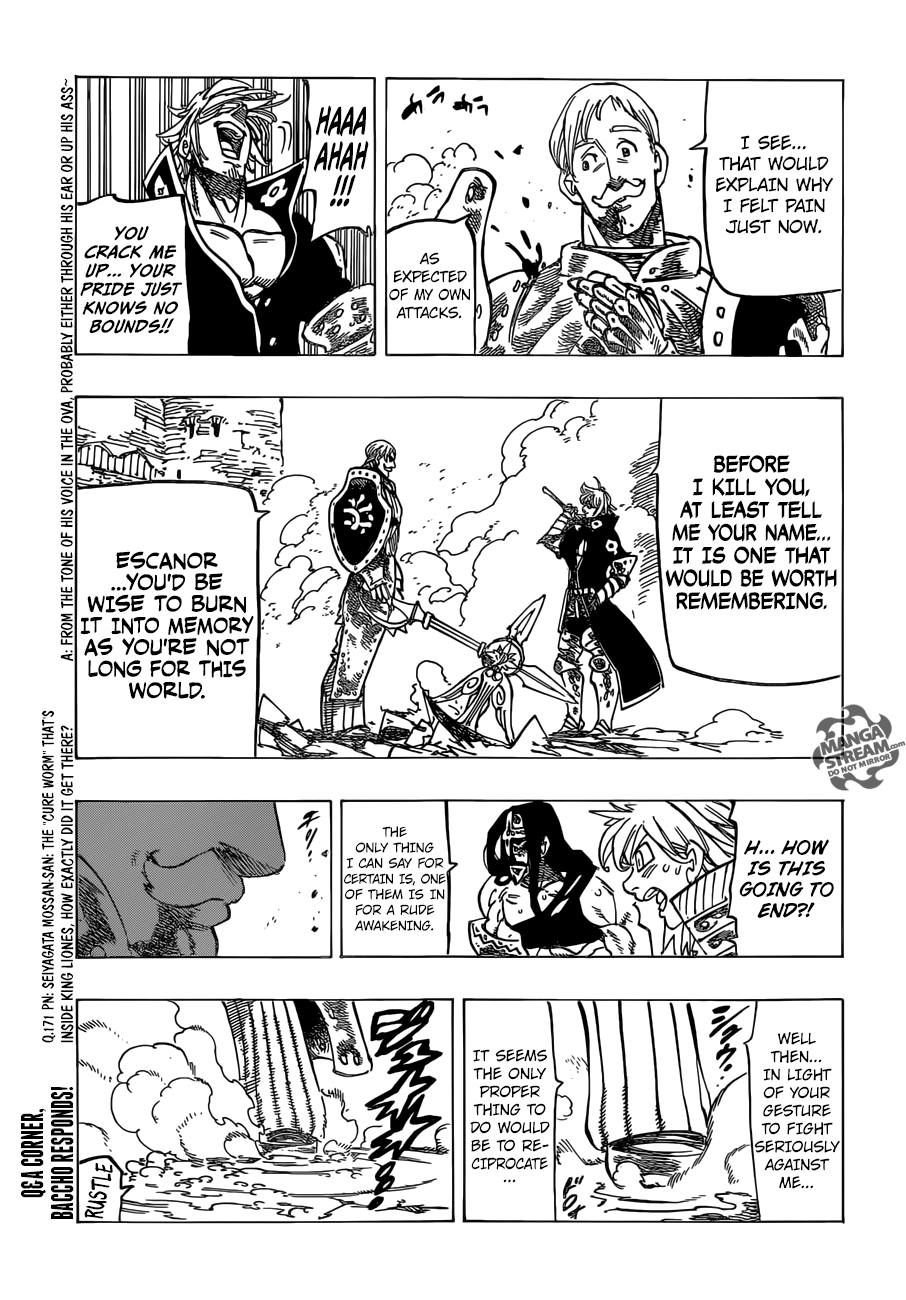 I SEE...
THAT WOULD
EXPLAIN WHY
I FELT PAIN
JUST NOW.
AS
EXPECTED
OF MY OWN
ATTACKS.
HAAA
AHAH
!!!
YOU
CRACK ME
UP... YOUR
PRIDE JUST
KNOWS NO
BOUNDS!!
BEFORE
I KILL YOU,
AT LEAST TELL
ME YOUR NAME...
IT IS ONE THAT
WOULD BE WORTH
REMEMBERING.
ESCANOR
...YOU'D BE
WISE TO BURN
IT INTO MEMORY
AS YOU'RE NOT
LONG FOR THIS
WORLD.
MANGA
STREAM.com
DO NOT MIRROR
H... HOW
IS THIS
GOING TO
END?!
THE
ONLY THING
I CAN SAY FOR
CERTAIN IS, ONE
OF THEM IS IN
FOR A RUDE
AWAKENING.
WELL
THEN...
IN LIGHT
OF YOUR
GESTURE
TO FIGHT
SERIOUSLY
AGAINST
ME...
IT SEEMS
THE ONLY
PROPER
THING TO
DO WOULD
BE TO RE-
CIPROCATE
...
RUSTLE
Q&A CORNER,
BACCHO RESPONDS!
Q.171 PN: SEIYAGATA MOSSAN-SAN: THE "CURE WORM" THAT'S
INSIDE KING LIONES, HOW EXACTLY DID IT GET THERE?
A: FROM THE TONE OF HIS VOICE IN THE OVA, PROBABLY EITHER THROUGH HIS EAR OR UP HIS ASS~